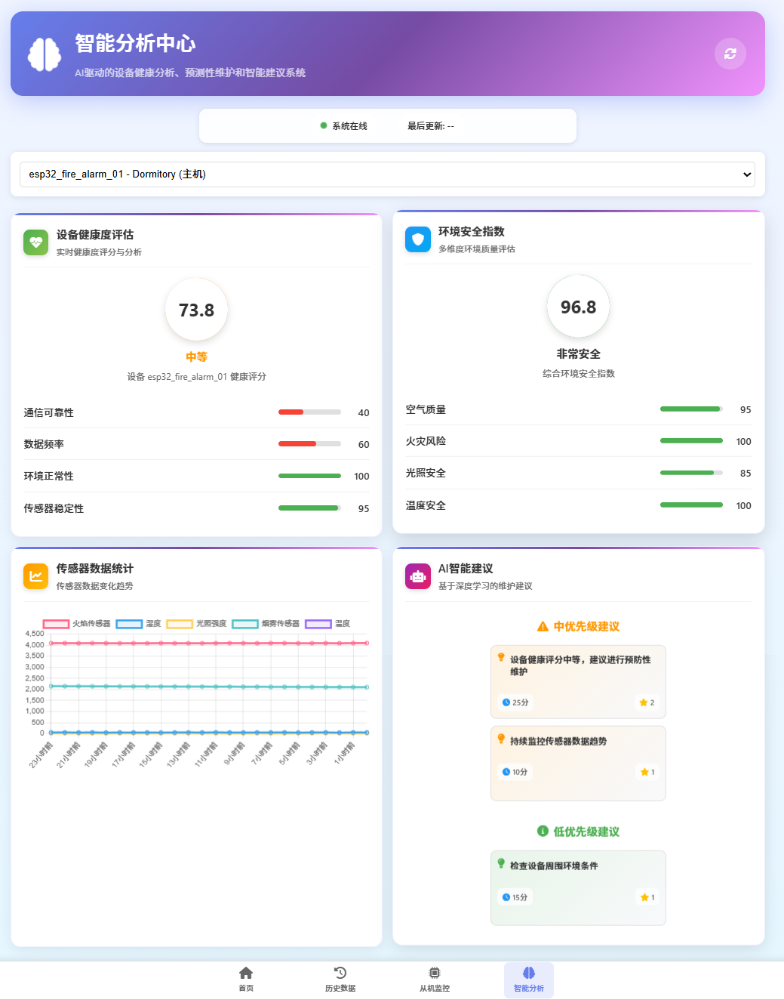 智能分析中心
AI驱动的设备健康分析、预测性维护和智能建议系统
系统在线
最后更新: --
esp32_fire_alarm_01 - Dormitory (主机)
设备健康度评估
实时健康度评分与分析
73.8
中等
设备 esp32_fire_alarm_01 健康评分
通信可靠性 40
数据频率 60
环境正常性 100
传感器稳定性 95
环境安全指数
多维度环境质量评估
96.8
非常安全
综合环境安全指数
空气质量 95
火灾风险 100
光照安全 85
温度安全 100
传感器数据统计
传感器数据变化趋势
火焰传感器 湿度 光照强度 烟雾传感器 温度
4,500
4,000
3,500
3,000
2,500
2,000
1,500
1,000
500
0
23小时前 21小时前 19小时前 17小时前 15小时前 13小时前 11小时前 9小时前 7小时前 5小时前 3小时前 1小时前
AI智能建议
基于深度学习的维护建议
中优先级建议
设备健康评分中等，建议进行预防性
维护
25分 2
持续监控传感器数据趋势
10分 1
低优先级建议
检查设备周围环境条件
15分 1
首页 历史数据 从机监控 智能分析